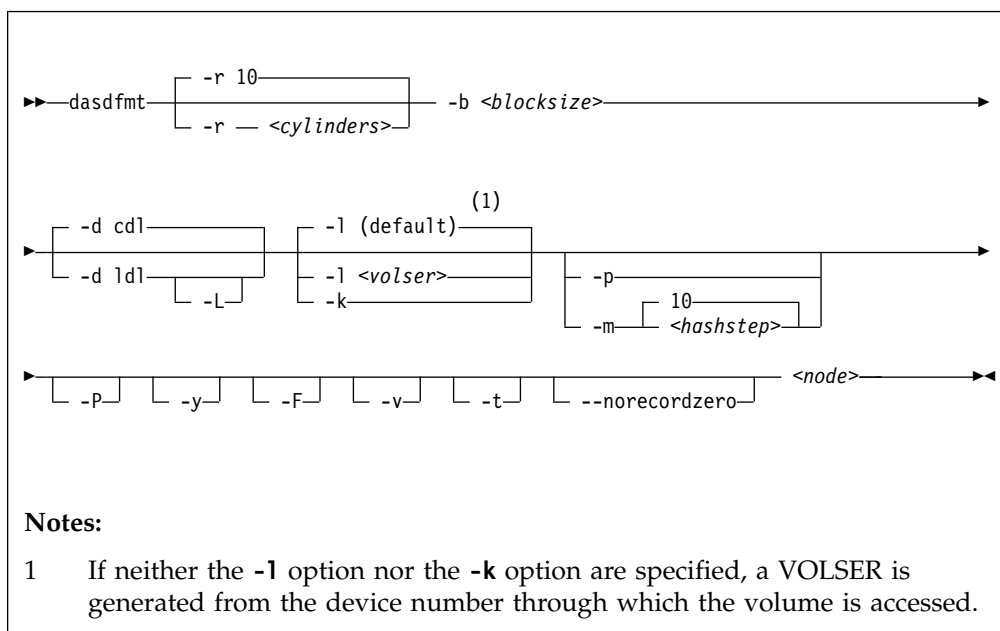 -r 10
dasdfmt -b <blocksize>
-r <cylinders>
(1)
-d cdl -l (default)
-d ldl -l <volser> -p
-L -k 10
-m <hashstep>
<node>
-P -y -F -v -t --norecordzero
Notes:
1 If neither the -l option nor the -k option are specified, a VOLSER is
generated from the device number through which the volume is accessed.